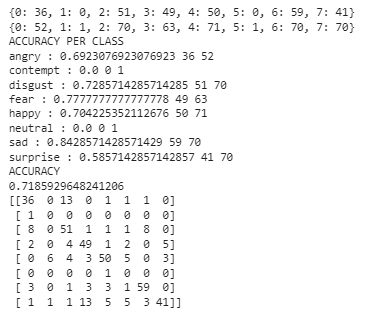 {0: 36, 1: 0, 2: 51, 3: 49, 4: 50, 5: 0, 6: 59, 7: 41}
{0: 52, 1: 1, 2: 70, 3: 63, 4: 71, 5: 1, 6: 70, 7: 70}
ACCURACY PER CLASS
angry : 0.6923076923076923 36 52
contempt : 0.0 0 1
disgust : 0.7285714285714285 51 70
fear : 0.7777777777777778 49 63
happy : 0.704225352112676 50 71
neutral : 0.0 0 1
sad : 0.8428571428571429 59 70
surprise : 0.5857142857142857 41 70
ACCURACY
0.7185929648241206
[[36  0 13  0  1  1  1  0]
 [ 1  0  0  0  0  0  0  0]
 [ 8  0 51  1  1  1  8  0]
 [ 2  0  4 49  1  2  0  5]
 [ 0  6  4  3 50  5  0  3]
 [ 0  0  0  0  1  0  0  0]
 [ 3  0  1  3  3  1 59  0]
 [ 1  1  1 13  5  5  3 41]]